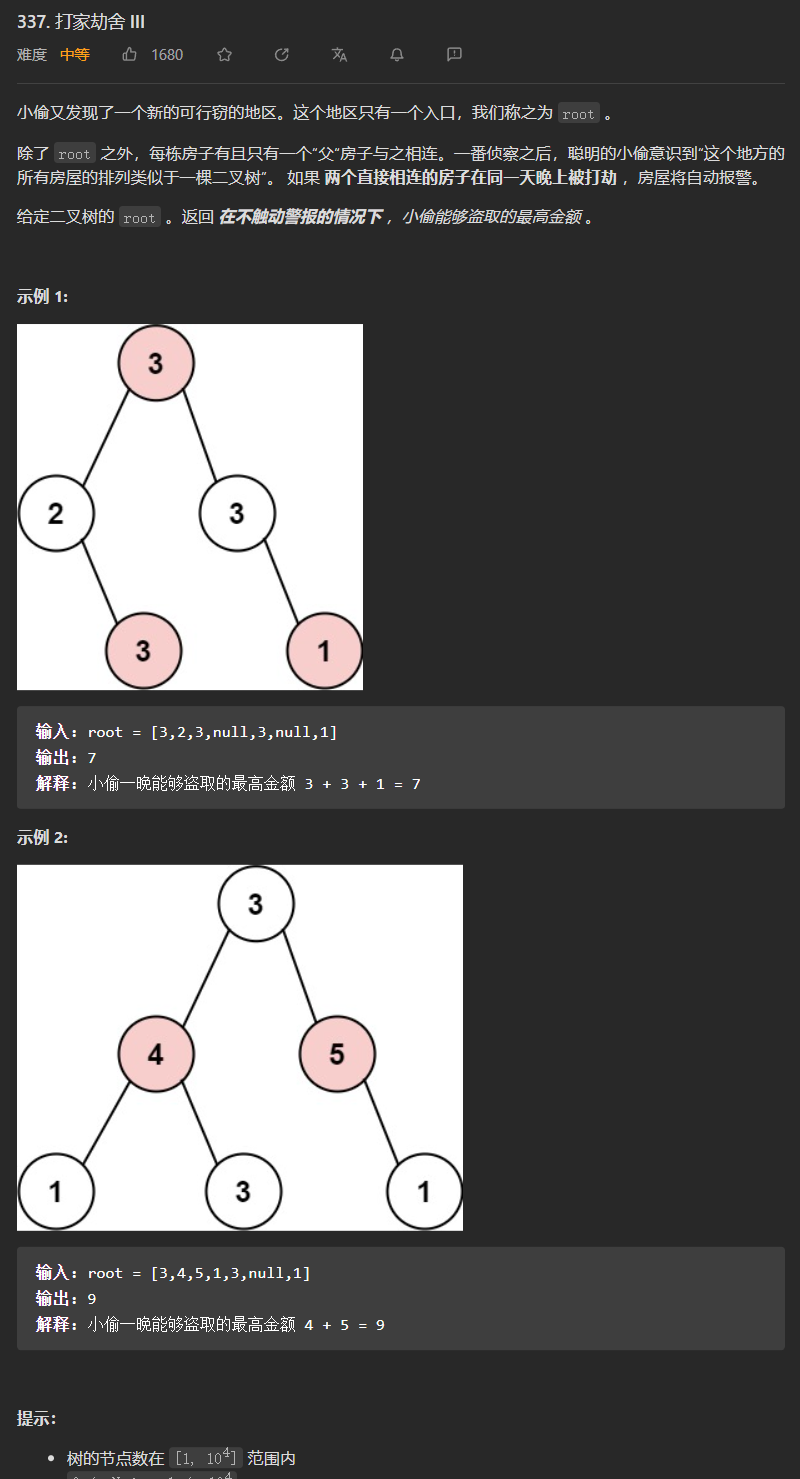 337. 打家劫舍 III
难度 中等 1680
小偷又发现了一个新的可行窃的地区。这个地区只有一个入口，我们称之为 root 。
除了 root 之外，每栋房子有且只有一个“父“房子与之相连。一番侦察之后，聪明的小偷意识到“这个地方的
所有房屋的排列类似于一棵二叉树”。 如果 两个直接相连的房子在同一天晚上被打劫 ，房屋将自动报警。
给定二叉树的 root 。返回 在不触动警报的情况下 ，小偷能够盗取的最高金额 。
示例 1:
3
2 3
3 1
输入: root = [3,2,3,null,3,null,1]
输出: 7
解释: 小偷一晚能够盗取的最高金额 3 + 3 + 1 = 7
示例 2:
3
4 5
1 3 1
输入: root = [3,4,5,1,3,null,1]
输出: 9
解释: 小偷一晚能够盗取的最高金额 4 + 5 = 9
提示：
• 树的节点数在 [1, 10⁴] 范围内